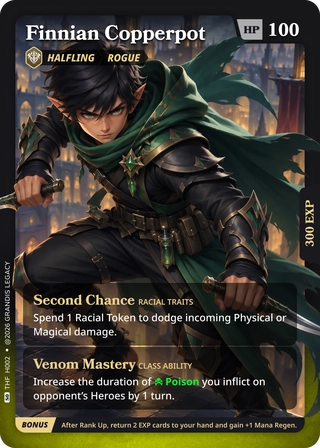 Finnian Copperpot
HP 100
HALFLING ROGUE
300 EXP
Second Chance RACIAL TRAITS
Spend 1 Racial Token to dodge incoming Physical or
Magical damage.
Venom Mastery CLASS ABILITY
Increase the duration of Poison you inflict on
opponent's Heroes by 1 turn.
BONUS After Rank Up, return 2 EXP cards to your hand and gain +1 Mana Regen.
THF H002 • @2026 GRANDIS LEGACY